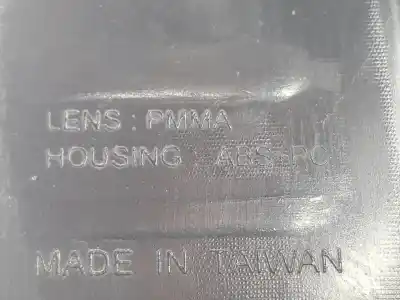 LENS : PMMA
HOUSING : ABS-PC
MADE IN TAIWAN